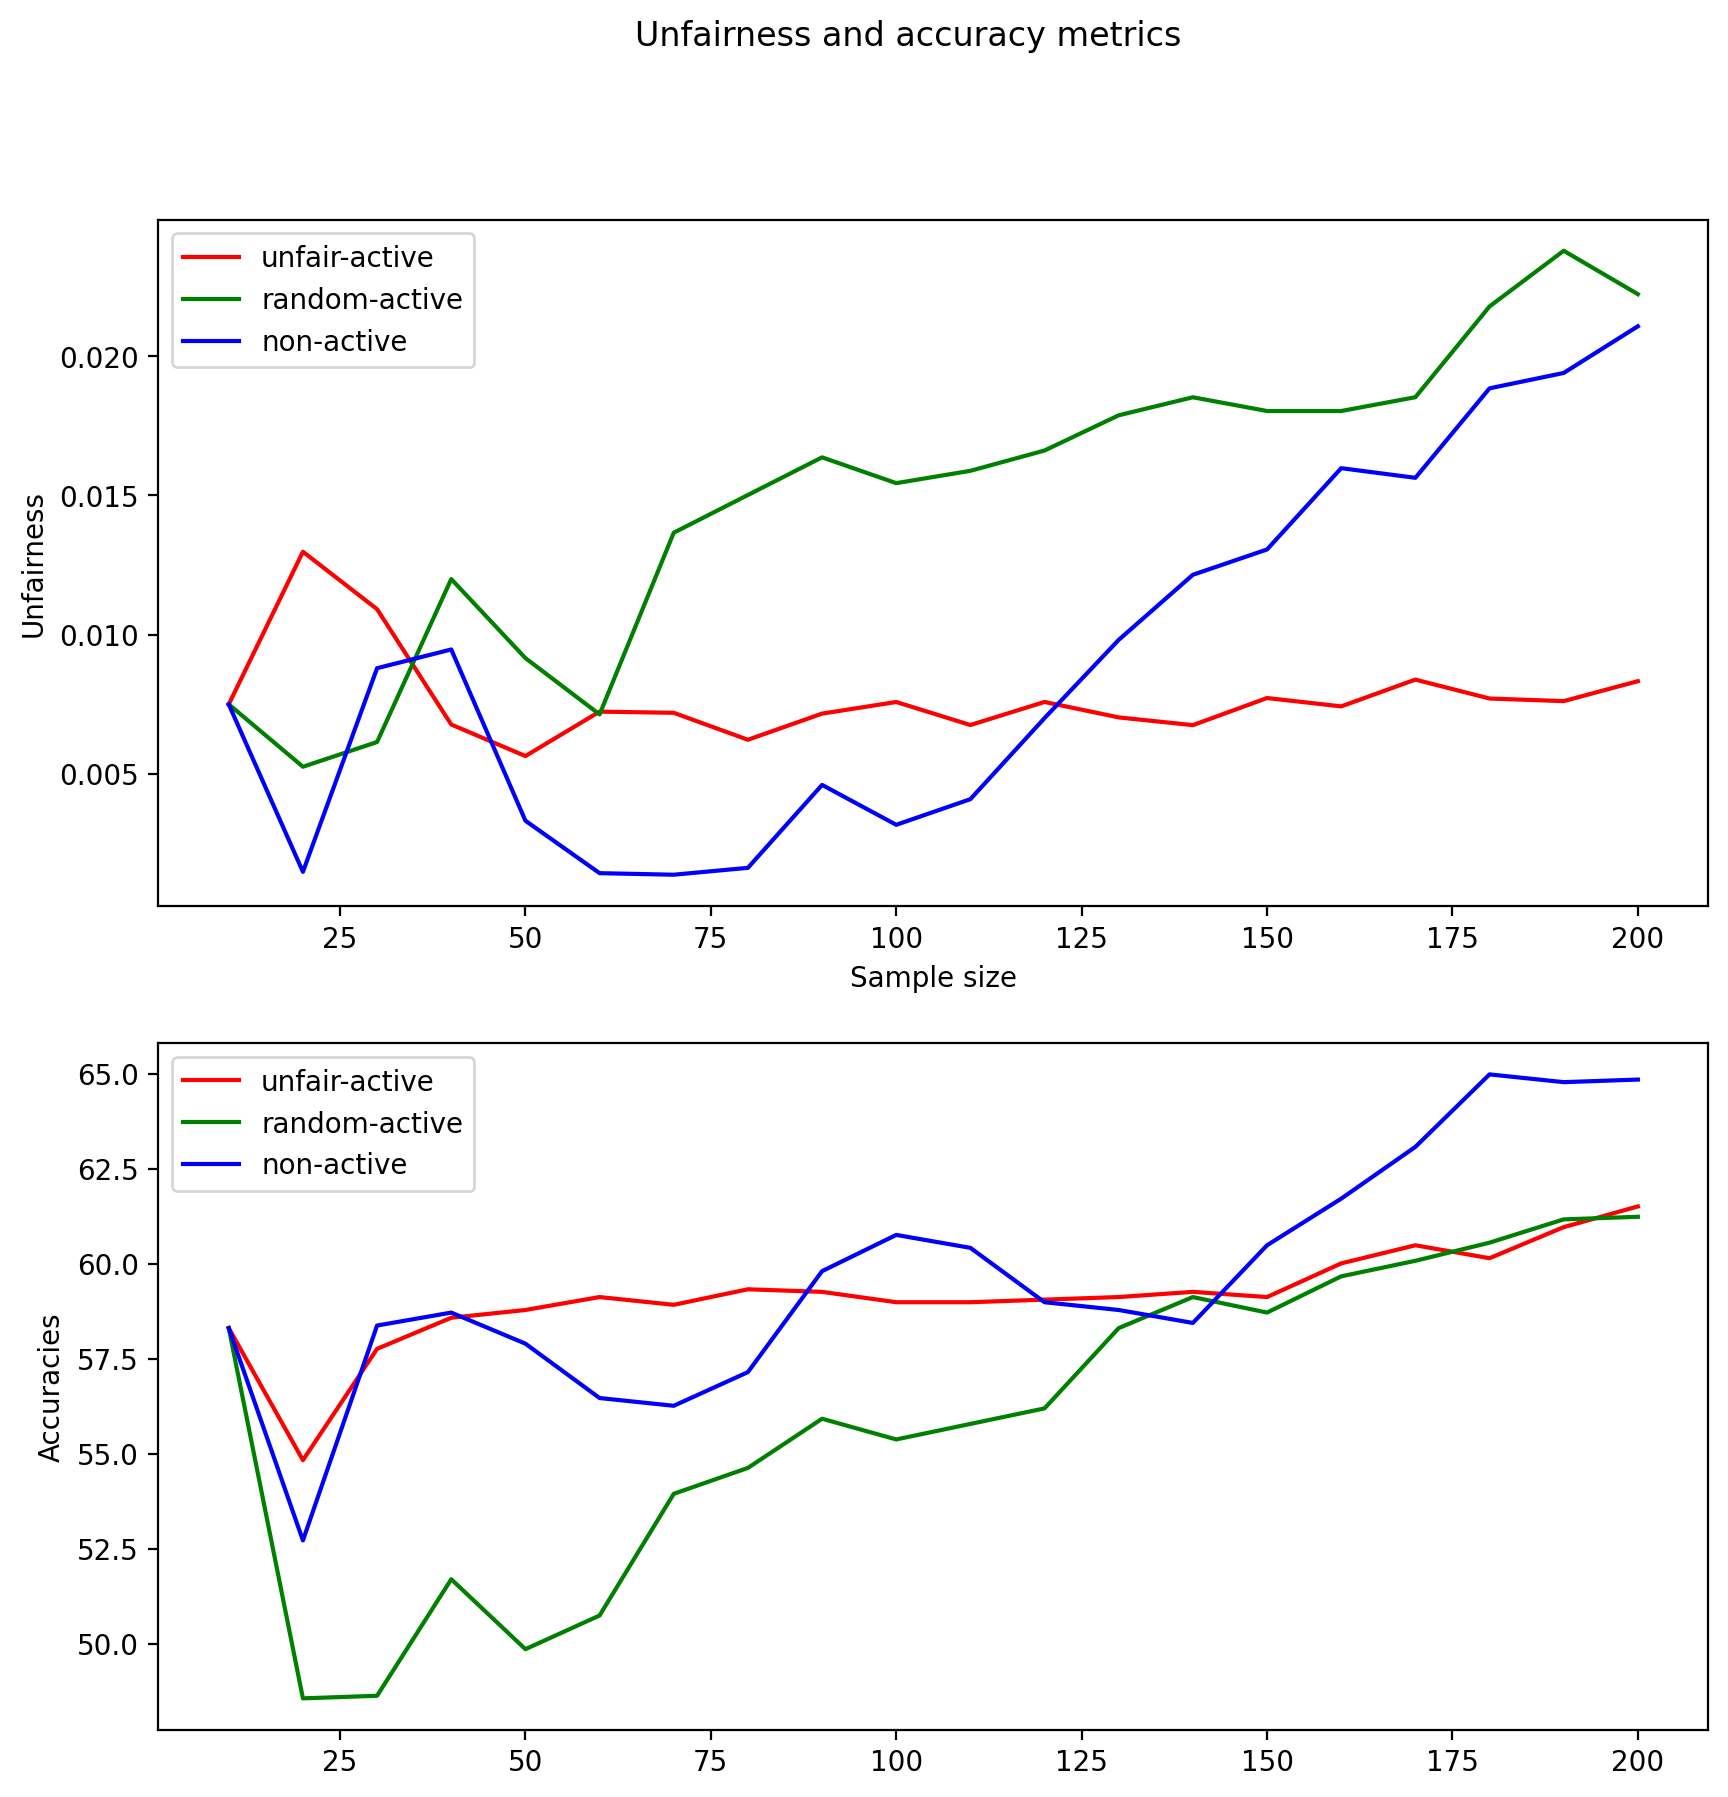 Unfairness and accuracy metrics
unfair-active
random-active
non-active
0.020
0.015
0.010
0.005
Unfairness
25 50 75 100 125 150 175 200
Sample size
unfair-active
random-active
non-active
65.0
62.5
60.0
57.5
55.0
52.5
50.0
Accuracies
25 50 75 100 125 150 175 200